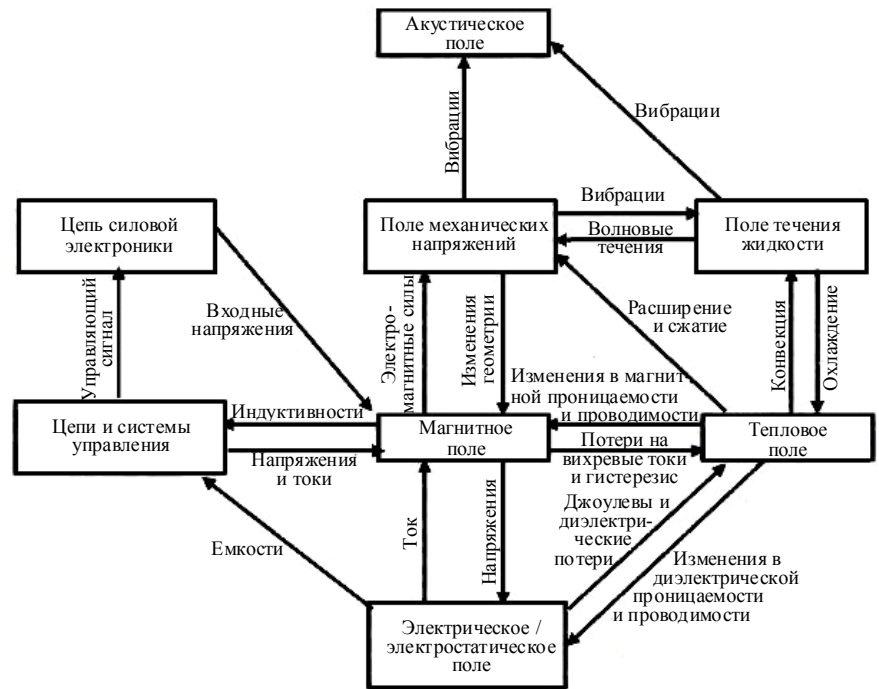 Акустическое
поле
Вибрации
Вибрации
Цепь силовой
электроники
Поле механических
напряжений
Вибрации
Волновые
течения
Поле течения
жидкости
Управляющий
сигнал
Входные
напряжения
Электро-
магнитные силы
Изменения
геометрии
Расширение
и сжатие
Конвекция
Охлаждение
Изменения в магнит-
ной проницаемости
и проводимости
Цепи и системы
управления
Индуктивности
Напряжения
и токи
Магнитное
поле
Потери на
вихревые токи
и гистерезис
Тепловое
поле
Емкости
Ток
Напряжения
Джоулевы и
диэлектри-
ческие
потери
Изменения в
диэлектрической
проницаемости
и проводимости
Электрическое /
электростатическое
поле